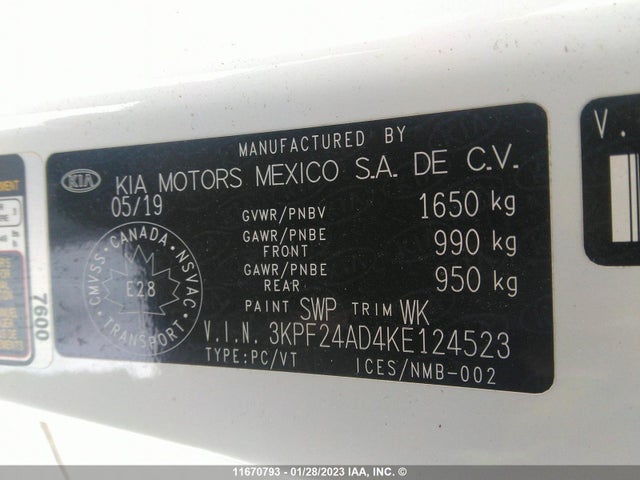 MANUFACTURED BY
KIA KIA MOTORS MEXICO S.A. DE C.V.
05/19
GVWR/PNBV 1650 kg
GAWR/PNBE FRONT 990 kg
GAWR/PNBE REAR 950 kg
CMVSS · CANADA · NSVAC · TRANSPORT
E28
PAINT SWP TRIM WK
V.I.N. 3KPF24AD4KE124523
TYPE:PC/VT ICES/NMB-002
7600
V.
11670793 - 01/28/2023 IAA, Inc. ©